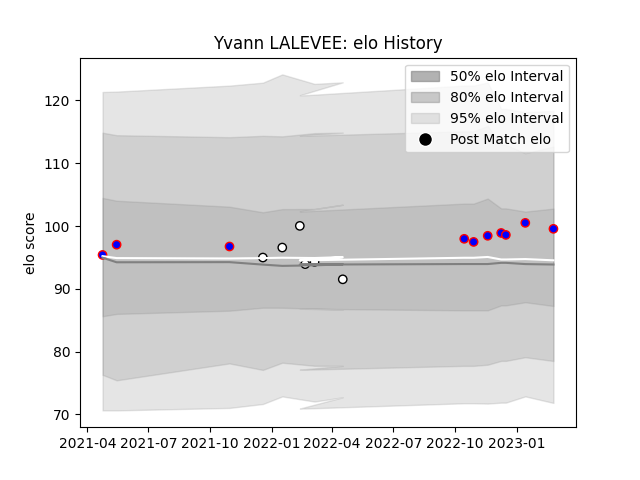 Yvann LALEVEE: elo History
50% elo Interval
80% elo Interval
95% elo Interval
Post Match elo
elo score
120
110
100
90
80
70
2021-04 2021-07 2021-10 2022-01 2022-04 2022-07 2022-10 2023-01